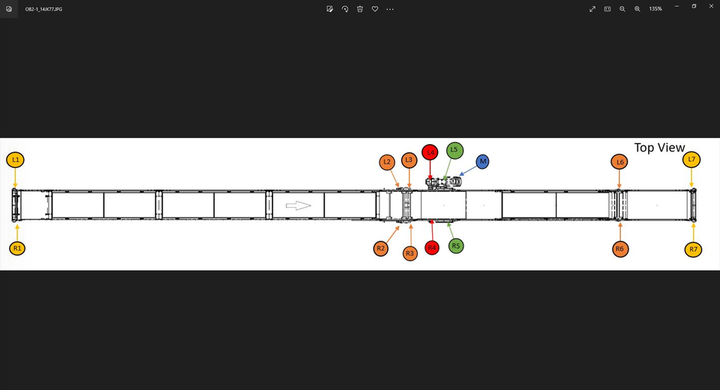 OB2-1_14JKT7.JPG
135%
Top View
L1
L2
L3
L4
L5
M
L6
L7
R1
R2
R3
R4
R5
R6
R7